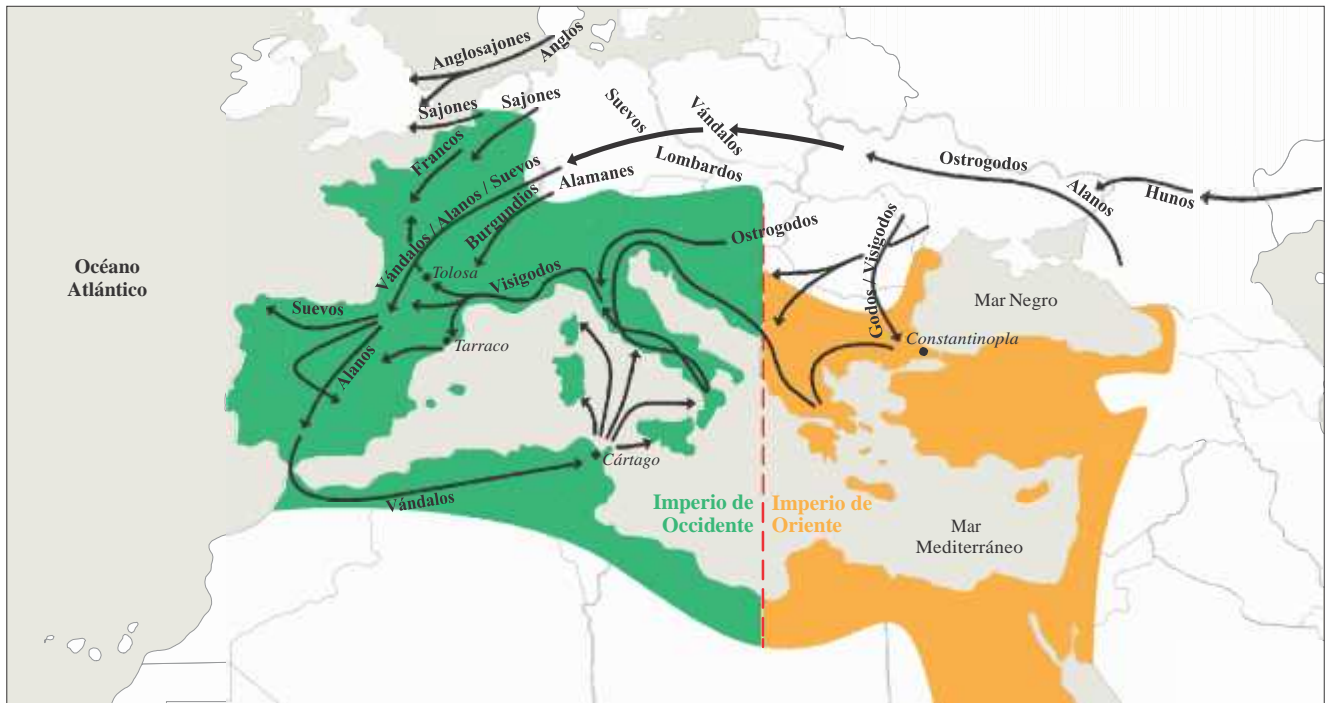 Anglosajones
Anglos
Sajones
Sajones
Francos
Suevos
Vándalos
Lombardos
Alamanes
Ostrogodos
Alanos
Hunos
Vándalos / Alanos / Suevos
Burgundios
Ostrogodos
Godos / Visigodos
Océano
Atlántico
Tolosa
Visigodos
Suevos
Mar Negro
Tarraco
Constantinopla
Alanos
Cártago
Vándalos
Imperio de
Occidente
Imperio de
Oriente
Mar
Mediterráneo